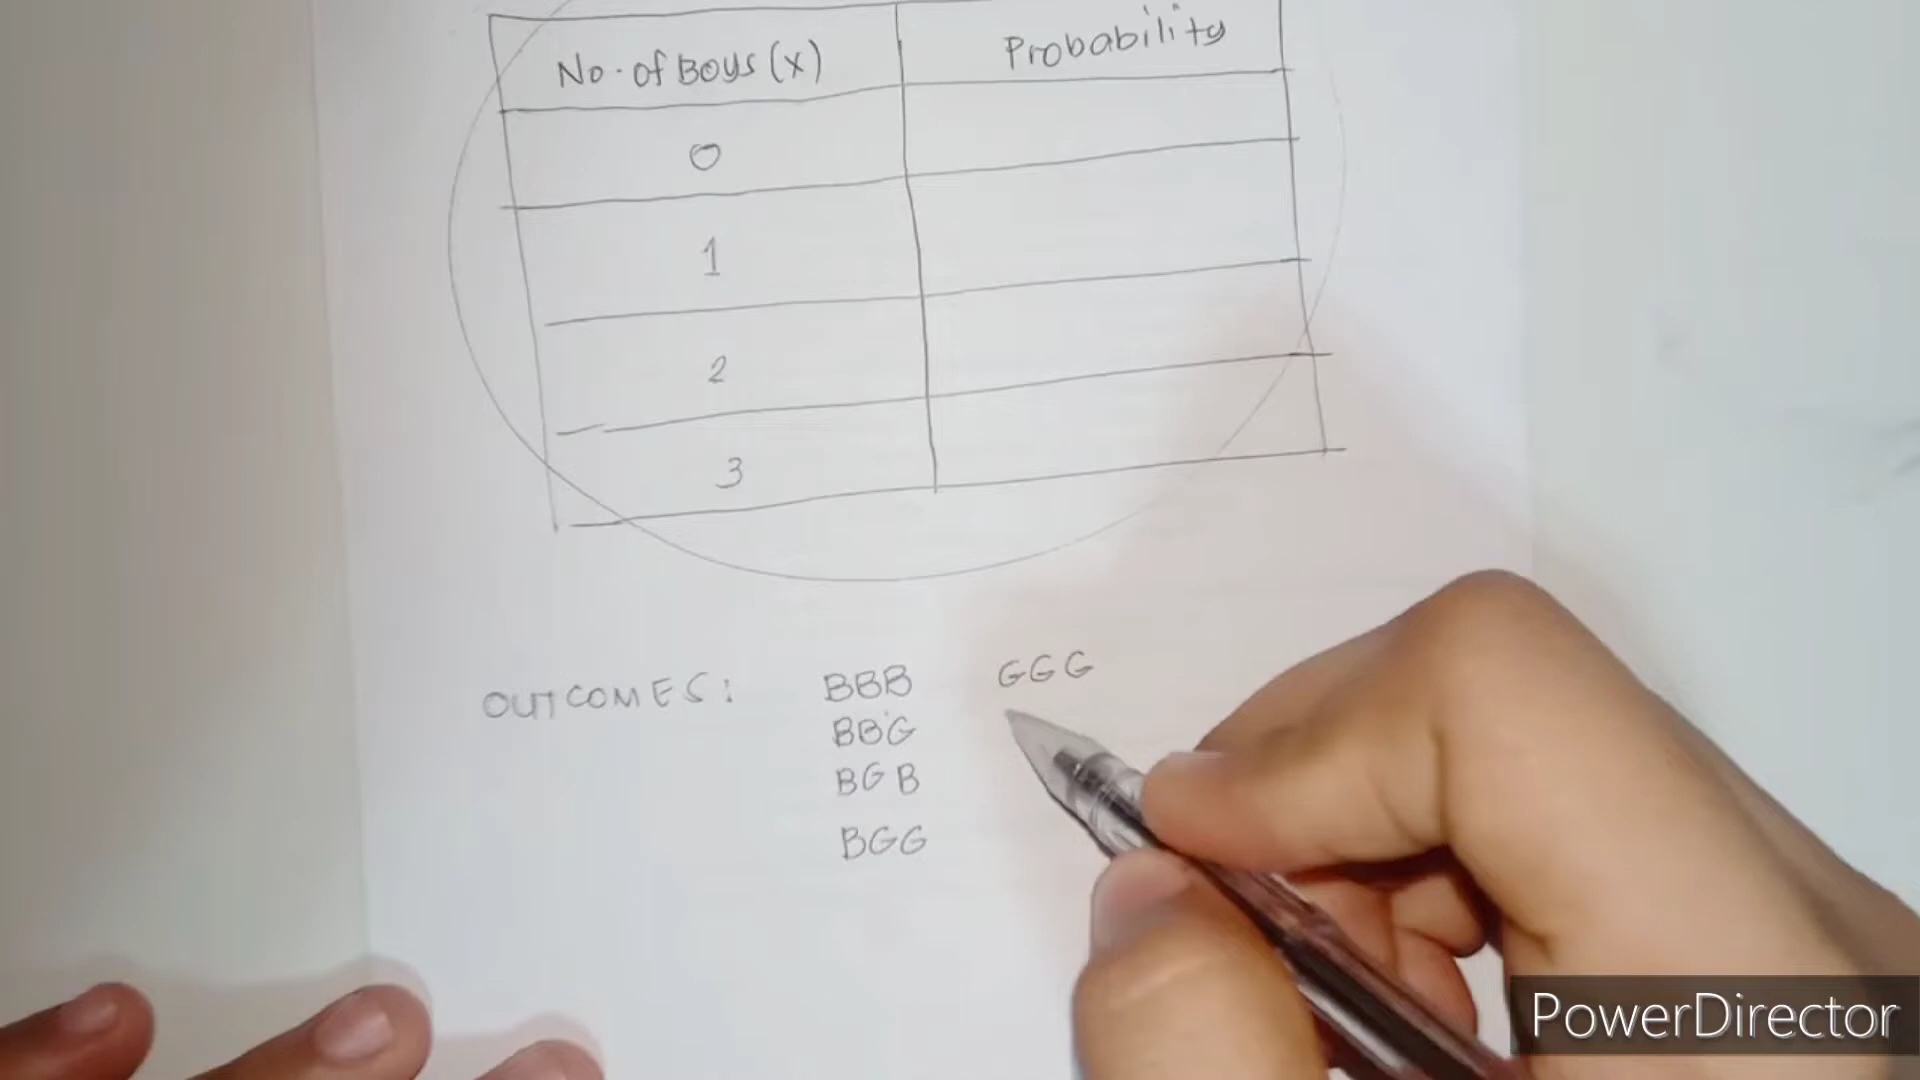 No. of Boys (x) Probability
0
1
2
3
OUTCOMES: BBB GGG
BBG
BGB
BGG
PowerDirector